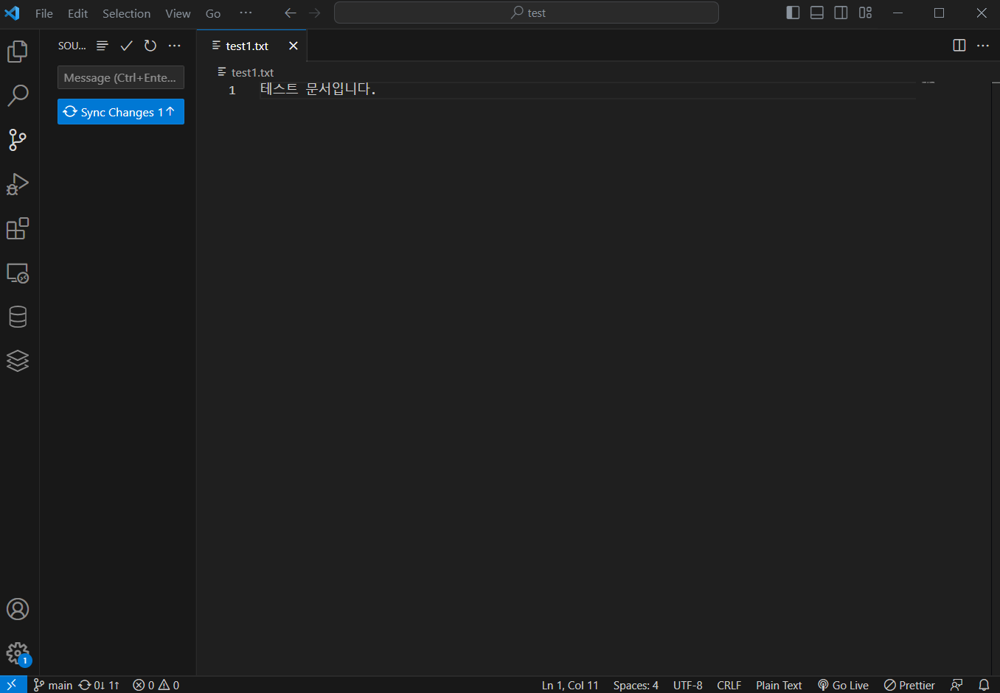 File Edit Selection View Go ··· test
SOU... ···
test1.txt
Message (Ctrl+Ente...
Sync Changes 1↑
test1.txt
1 테스트 문서입니다.
1
main 0↓ 1↑ 0 0 Ln 1, Col 11 Spaces: 4 UTF-8 CRLF Plain Text Go Live Prettier